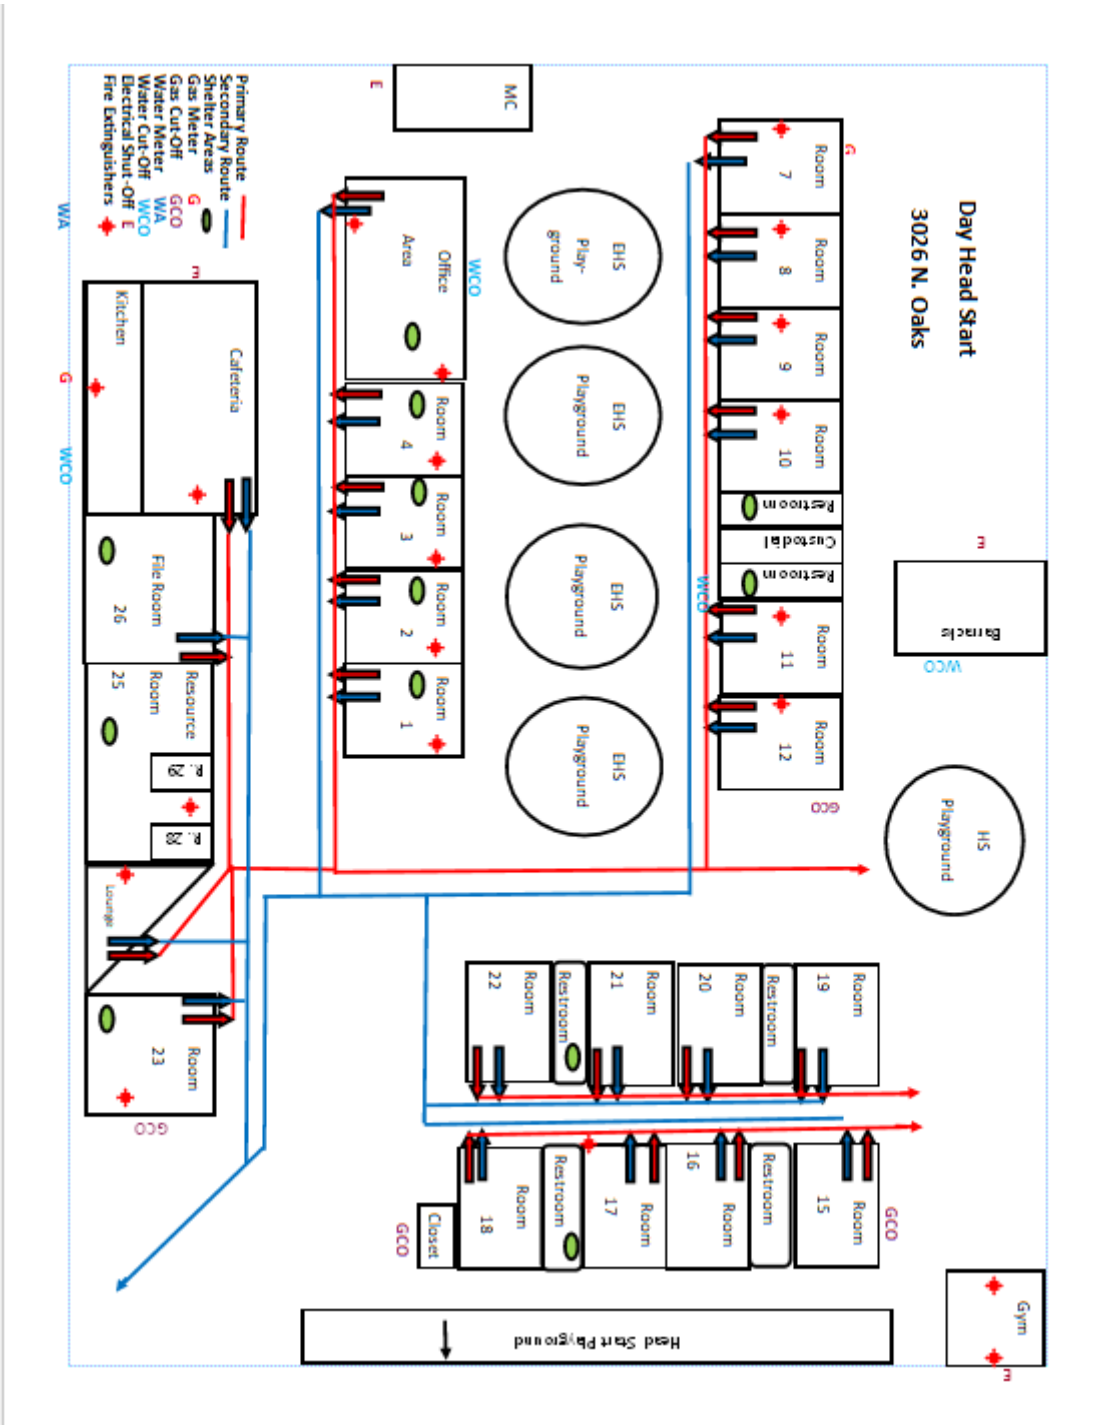 Day Head Start
3026 N. Oaks
Primary Route
Secondary Route
Shelter Areas
Gas Meter G
Gas Cut-Off GCO
Water Meter WA
Water Cut-Off WCO
Electrical Shut-Off E
Fire Extinguishers
WA
E
MC
G
Room
7
Room
8
Room
9
Room
10
Restroom
Custodial
Restroom
Room
11
Room
12
GCO
WCO
E
Barracks
WCO
HS
Playground
EHS
Play-
ground
EHS
Playground
EHS
Playground
EHS
Playground
WCO
Office
Area
Room
4
Room
3
Room
2
Room
1
E
Cafeteria
Kitchen
G
WCO
File Room
26
Resource
Room
25
R. 29
R. 28
Lounge
Room
23
GCO
Room
22
Restroom
Room
21
Room
20
Restroom
Room
19
Closet
GCO
Room
18
Restroom
Room
17
Room
16
Restroom
Room
15
GCO
Head Start Playground
Gym
E